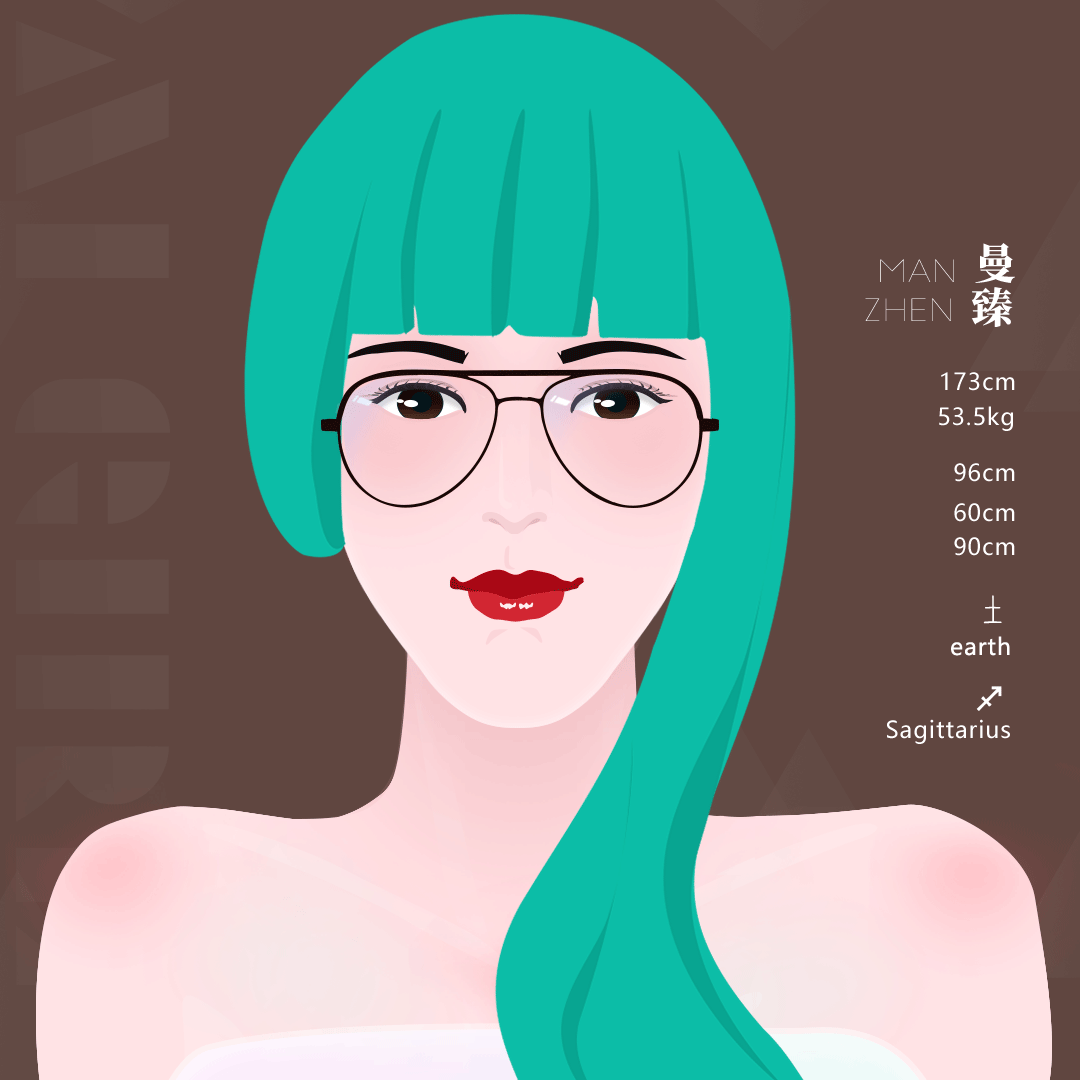 MAN
ZHEN
曼
臻
173cm
53.5kg
96cm
60cm
90cm
土
earth
♐
Sagittarius